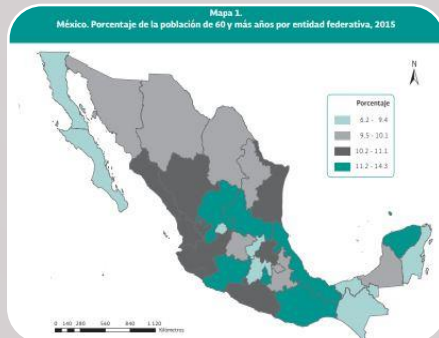 Mapa 1.
México. Porcentaje de la población de 60 y más años por entidad federativa, 2015
N
Porcentaje
6.2 - 9.4
9.5 - 10.1
10.2 - 11.1
11.2 - 14.3
0 140 280 560 840 1,120
Kilómetros